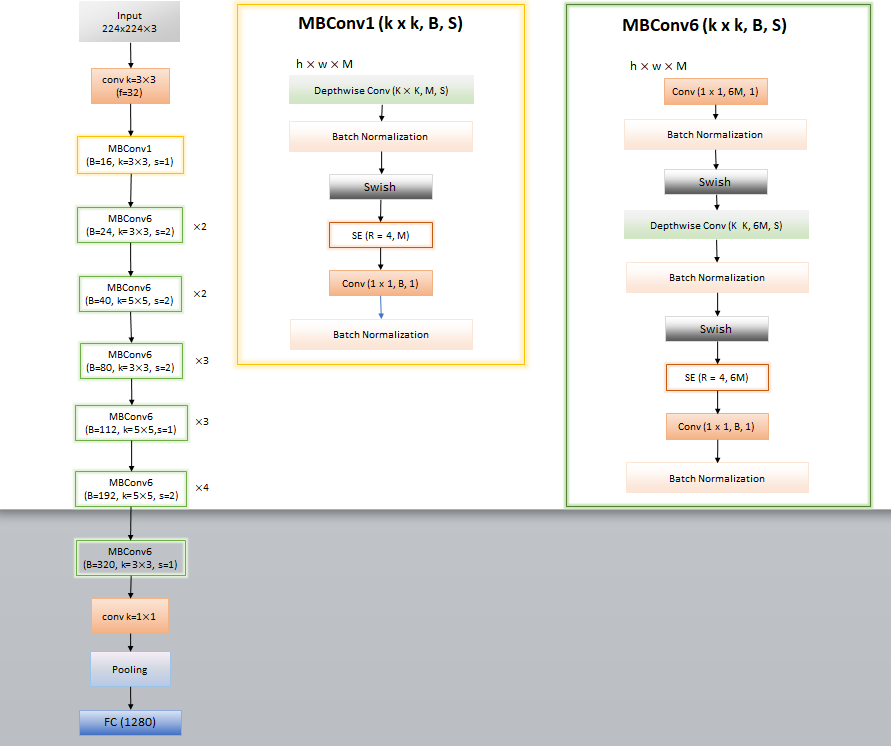 Input
224x224×3
conv k=3×3
(f=32)
MBConv1
(B=16, k=3×3, s=1)
MBConv6
(B=24, k=3×3, s=2)
×2
MBConv6
(B=40, k=5×5, s=2)
×2
MBConv6
(B=80, k=3×3, s=2)
×3
MBConv6
(B=112, k=5×5,s=1)
×3
MBConv6
(B=192, k=5×5, s=2)
×4
MBConv6
(B=320, k=3×3, s=1)
conv k=1×1
Pooling
FC (1280)
MBConv1 (k x k, B, S)
h × w × M
Depthwise Conv (K × K, M, S)
Batch Normalization
Swish
SE (R = 4, M)
Conv (1 x 1, B, 1)
Batch Normalization
MBConv6 (k x k, B, S)
h × w × M
Conv (1 x 1, 6M, 1)
Batch Normalization
Swish
Depthwise Conv (K K, 6M, S)
Batch Normalization
Swish
SE (R = 4, 6M)
Conv (1 x 1, B, 1)
Batch Normalization